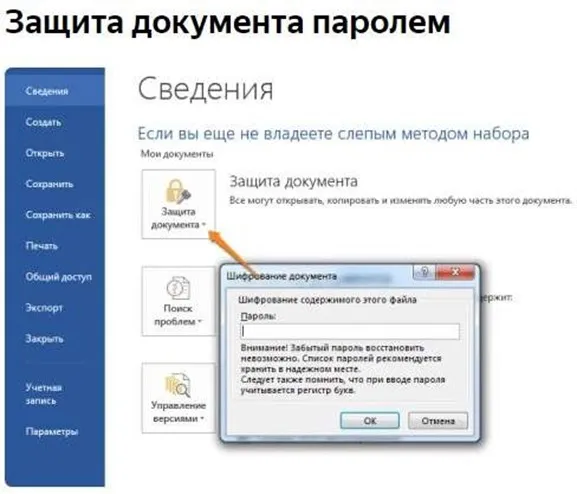 Защита документа паролем
Сведения
Создать
Открыть
Сохранить
Сохранить как
Печать
Общий доступ
Экспорт
Закрыть
Учетная
запись
Параметры
Сведения
Если вы еще не владеете слепым методом набора
Мои документы
Защита
документа
Защита документа
Все могут открывать, копировать и изменять любую часть этого документа.
Поиск
проблем
Управление
версиями
Шифрование документа
Шифрование содержимого этого файла
Пароль:
Внимание! Забытый пароль восстановить
невозможно. Список паролей рекомендуется
хранить в надежном месте.
Следует также помнить, что при вводе пароля
учитывается регистр букв.
ОК
Отмена
держит: